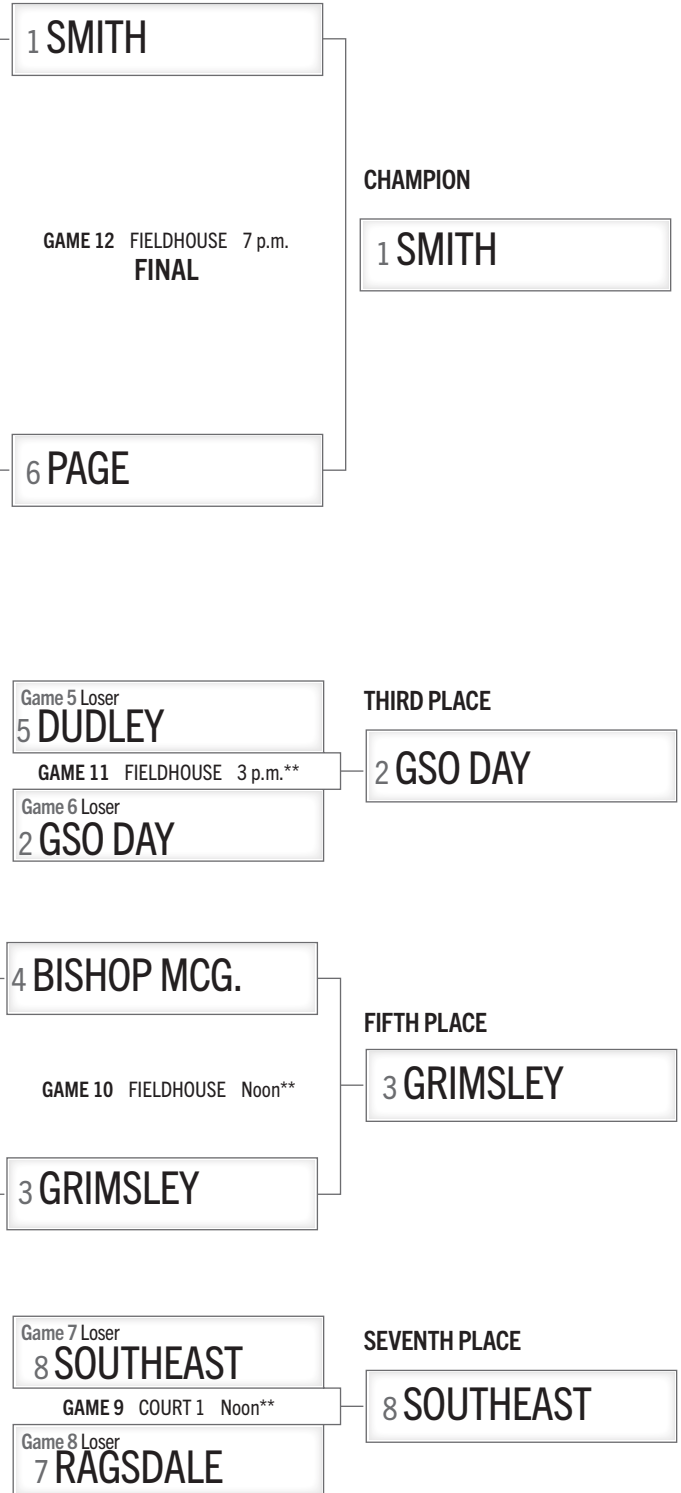 1 SMITH
CHAMPION
GAME 12 FIELDHOUSE 7 p.m.
FINAL
1 SMITH
6 PAGE
Game 5 Loser
5 DUDLEY
THIRD PLACE
GAME 11 FIELDHOUSE 3 p.m.**
2 GSO DAY
Game 6 Loser
2 GSO DAY
4 BISHOP MCG.
FIFTH PLACE
GAME 10 FIELDHOUSE Noon**
3 GRIMSLEY
3 GRIMSLEY
Game 7 Loser
8 SOUTHEAST
SEVENTH PLACE
GAME 9 COURT 1 Noon**
8 SOUTHEAST
Game 8 Loser
7 RAGSDALE